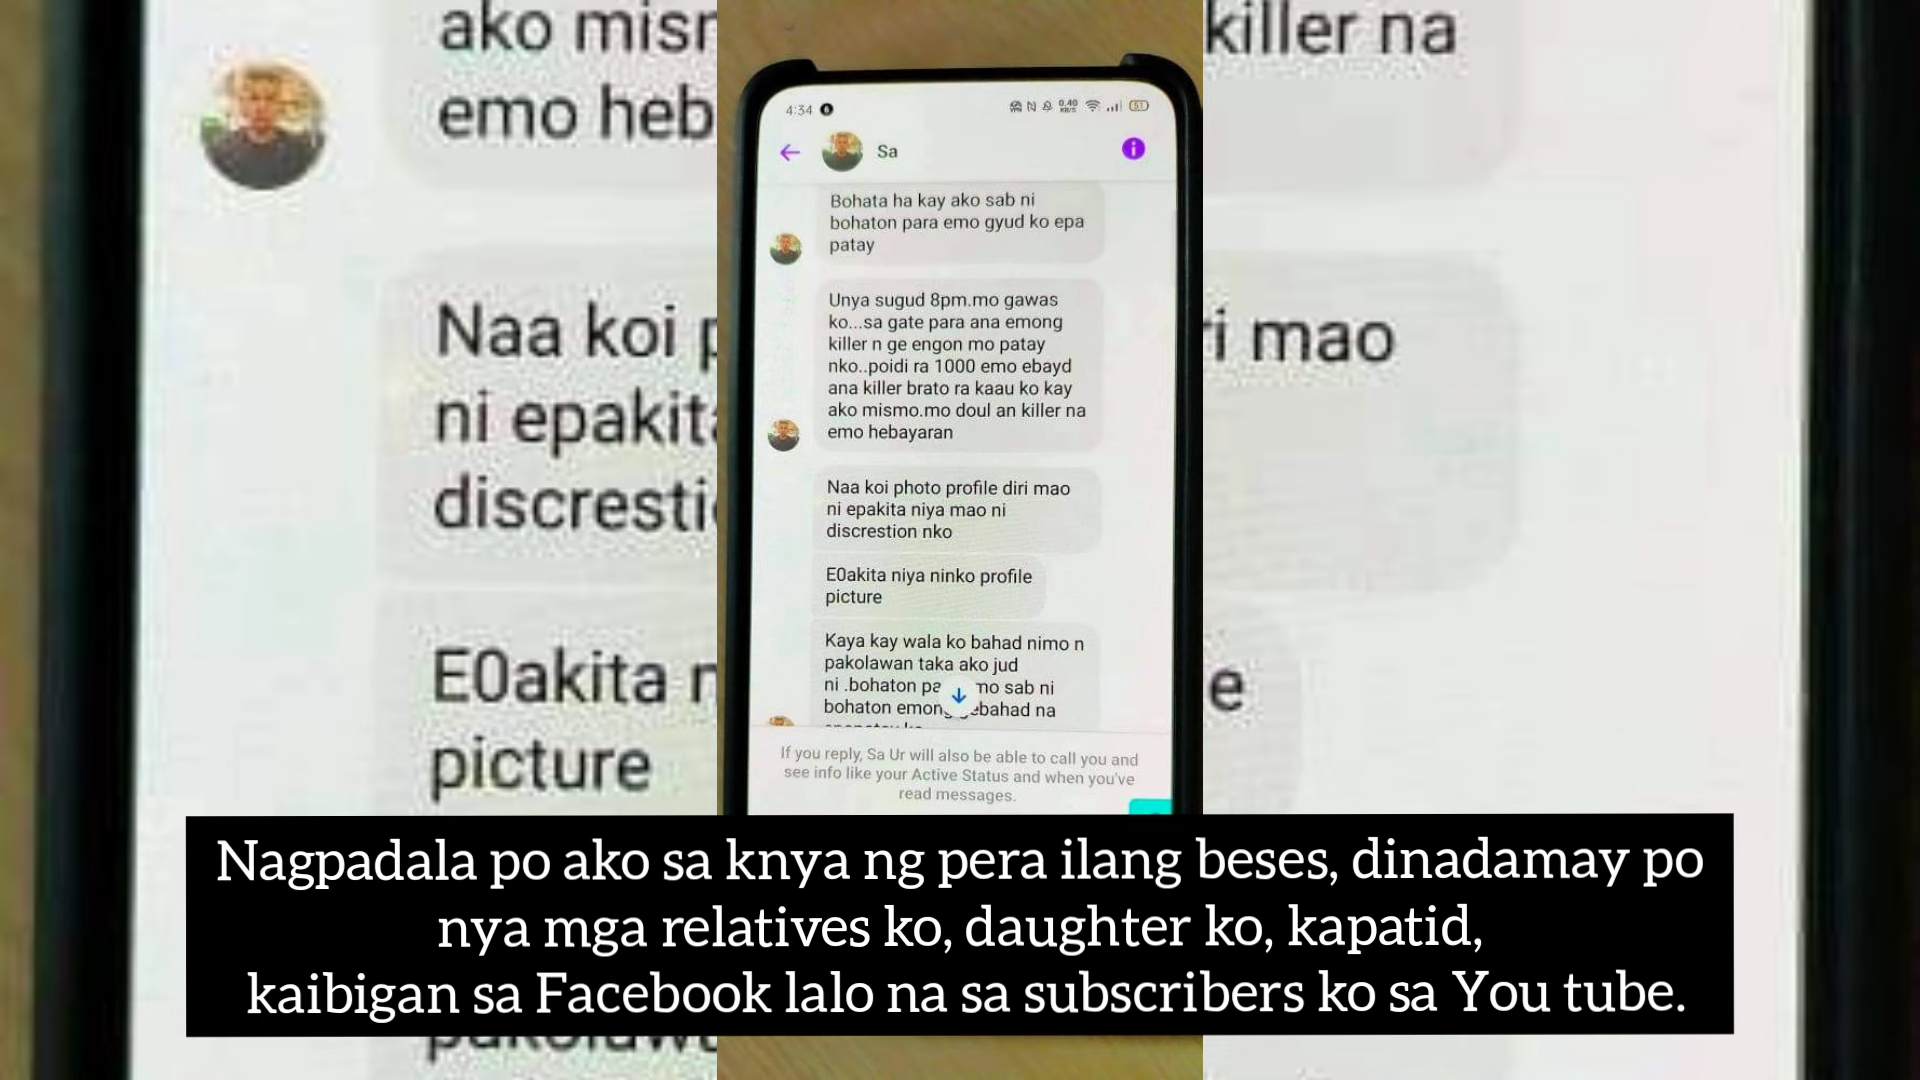 ako
emo heb
killer na
Naa koi
ni epakita
discresti
ri mao
E0akita
picture
e
4:34
0.40
KB/S
51
Sa
Bohata ha kay ako sab ni
bohaton para emo gyud ko epa
patay
Unya sugud 8pm.mo gawas
ko...sa gate para ana emong
killer n ge engon mo patay
nko..poidi ra 1000 emo ebayd
ana killer brato ra kaau ko kay
ako mismo.mo doul an killer na
emo hebayaran
Naa koi photo profile diri mao
ni epakita niya mao ni
discrestion nko
E0akita niya ninko profile
picture
Kaya kay wala ko bahad nimo n
pakolawan taka ako jud
ni .bohaton pa mo sab ni
bohaton emong gebahad na
If you reply, Sa Ur will also be able to call you and
see info like your Active Status and when you've
read messages.
Nagpadala po ako sa knya ng pera ilang beses, dinadamay po
nya mga relatives ko, daughter ko, kapatid,
kaibigan sa Facebook lalo na sa subscribers ko sa You tube.